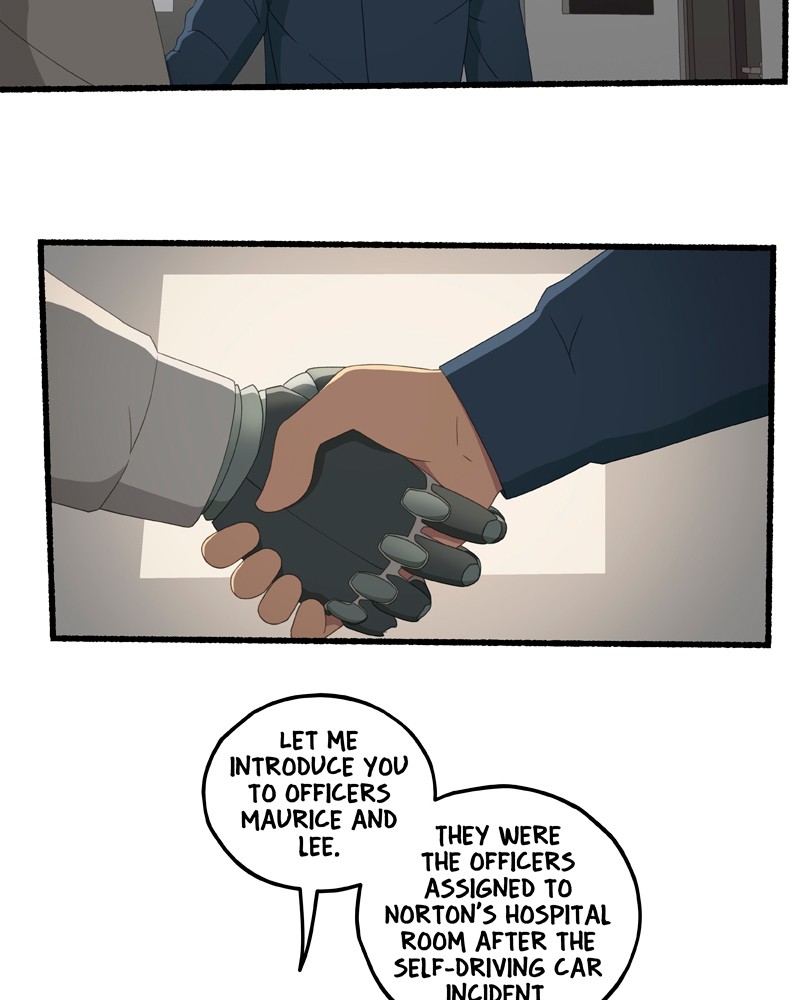 LET ME
INTRODUCE YOU
TO OFFICERS
MAURICE AND
LEE.
THEY WERE
THE OFFICERS
ASSIGNED TO
NORTON'S HOSPITAL
ROOM AFTER THE
SELF-DRIVING CAR
INCIDENT